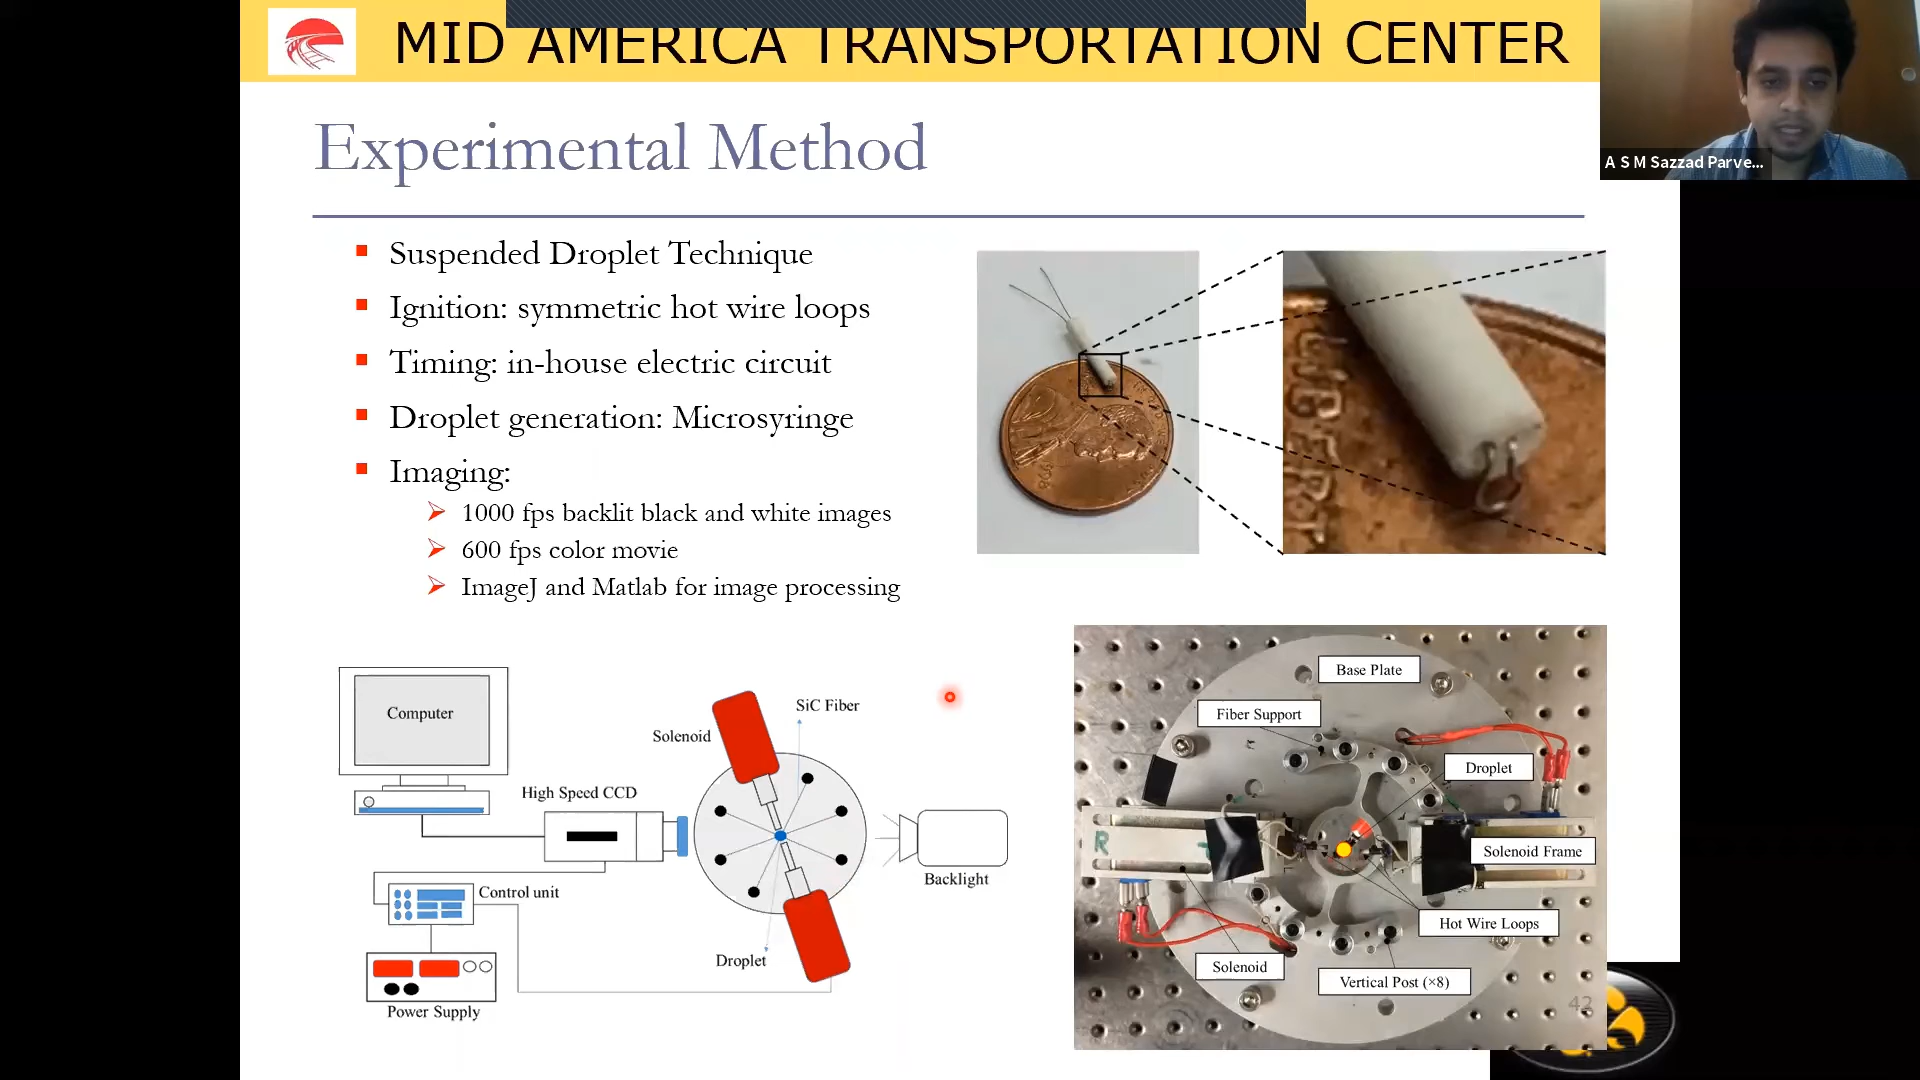 MID AMERICA TRANSPORTATION CENTER
A S M Sazzad Parve...
Experimental Method
Suspended Droplet Technique
Ignition: symmetric hot wire loops
Timing: in-house electric circuit
Droplet generation: Microsyringe
Imaging:
1000 fps backlit black and white images
600 fps color movie
ImageJ and Matlab for image processing
Computer
High Speed CCD
Solenoid
SiC Fiber
Control unit
Power Supply
Droplet
Backlight
Base Plate
Fiber Support
Droplet
R
Solenoid Frame
Hot Wire Loops
Solenoid
Vertical Post (×8)
42